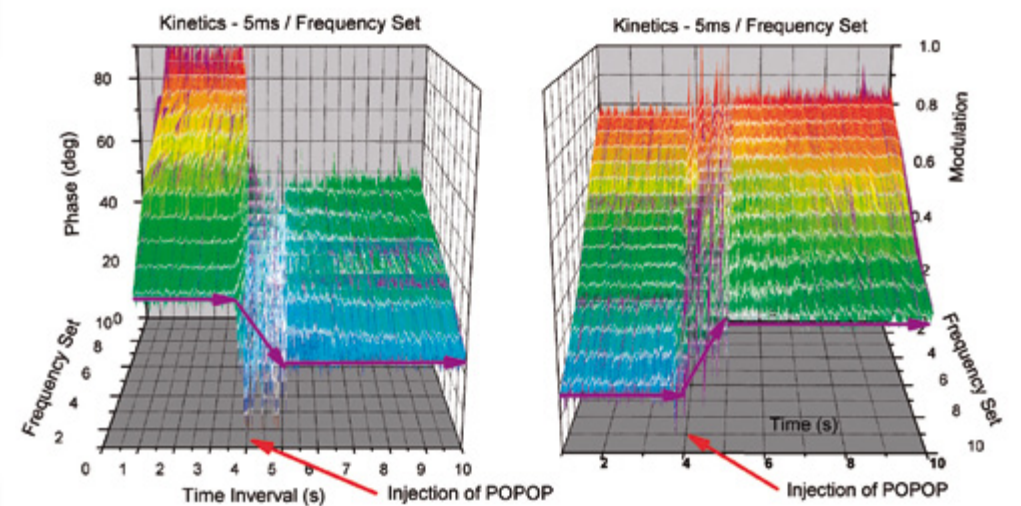 Kinetics - 5ms / Frequency Set
80
60
40
20
0
Phase (deg)
10
8
6
4
2
Frequency Set
0 1 2 3 4 5 6 7 8 9 10
Time Inverval (s)
Injection of POPOP
Kinetics - 5ms / Frequency Set
1.0
0.8
0.6
0.4
2
Modulation
2
4
6
8
10
Frequency Set
Time (s)
2 4 6 8 10
Injection of POPOP